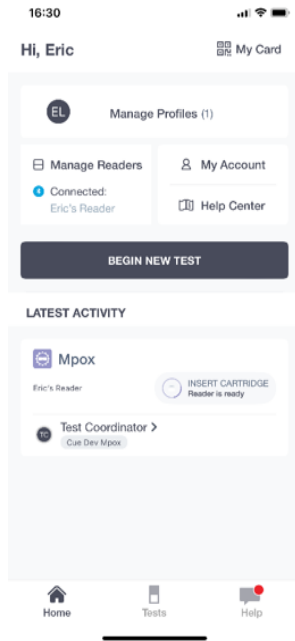 16:30
Hi, Eric
My Card
EL
Manage Profiles (1)
Manage Readers
Connected:
Eric's Reader
My Account
Help Center
BEGIN NEW TEST
LATEST ACTIVITY
Mpox
Eric's Reader
INSERT CARTRIDGE
Reader is ready
TC
Test Coordinator >
Cue Dev Mpox
Home
Tests
Help